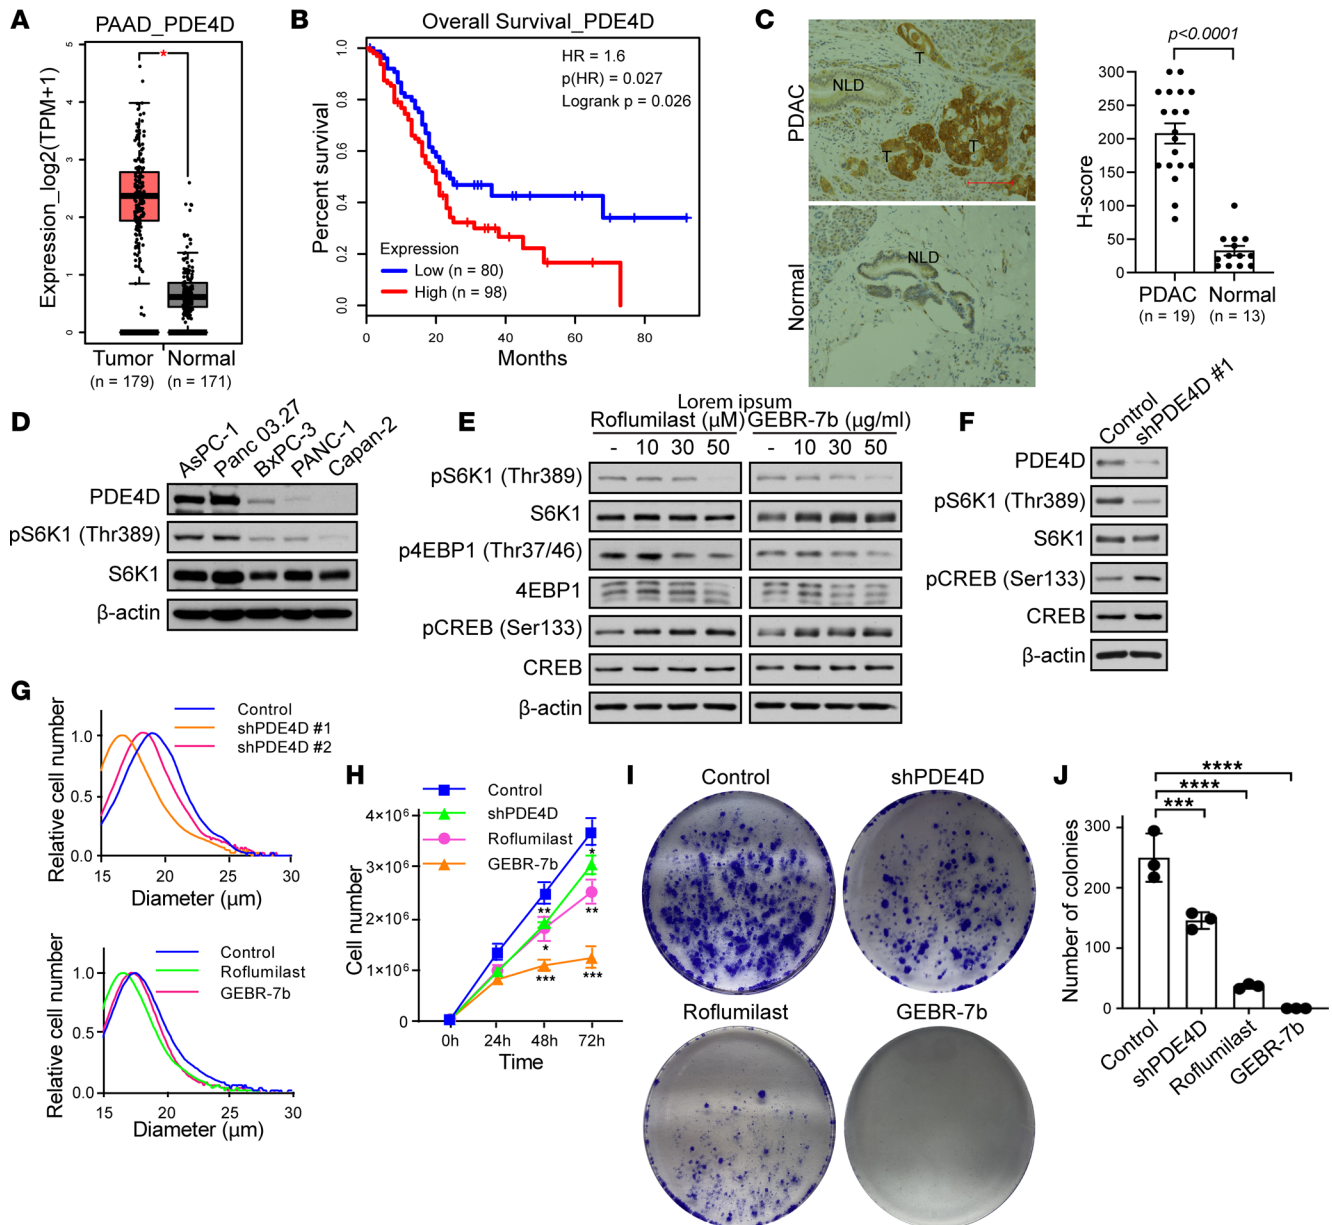 A
PAAD_PDE4D
Expression_log2(TPM+1)
5
4
3
2
1
0
*
Tumor
Normal
(n = 179)
(n = 171)
B
Overall Survival_PDE4D
Percent survival
1.0
0.8
0.6
0.4
0.2
0.0
HR = 1.6
p(HR) = 0.027
Logrank p = 0.026
Expression
Low (n = 80)
High (n = 98)
0 20 40 60 80
Months
C
PDAC
NLD
T
T
T
Normal
NLD
p<0.0001
H-score
300
250
200
150
100
50
0
PDAC
Normal
(n = 19)
(n = 13)
D
AsPC-1
Panc 03.27
BxPC-3
PANC-1
Capan-2
PDE4D
pS6K1 (Thr389)
S6K1
β-actin
E
Lorem ipsum
Roflumilast (μM) GEBR-7b (μg/ml)
- 10 30 50 - 10 30 50
pS6K1 (Thr389)
S6K1
p4EBP1 (Thr37/46)
4EBP1
pCREB (Ser133)
CREB
β-actin
F
Control
shPDE4D #1
PDE4D
pS6K1 (Thr389)
S6K1
pCREB (Ser133)
CREB
β-actin
G
Relative cell number
1.0
0.5
0.0
Control
shPDE4D #1
shPDE4D #2
15 20 25 30
Diameter (μm)
Relative cell number
1.0
0.5
0.0
Control
Roflumilast
GEBR-7b
15 20 25 30
Diameter (μm)
H
Control
shPDE4D
Roflumilast
GEBR-7b
Cell number
4×10⁶
3×10⁶
2×10⁶
1×10⁶
0
**
*
***
*
**
***
0h 24h 48h 72h
Time
I
Control
shPDE4D
Roflumilast
GEBR-7b
J
****
****
***
Number of colonies
300
200
100
0
Control
shPDE4D
Roflumilast
GEBR-7b